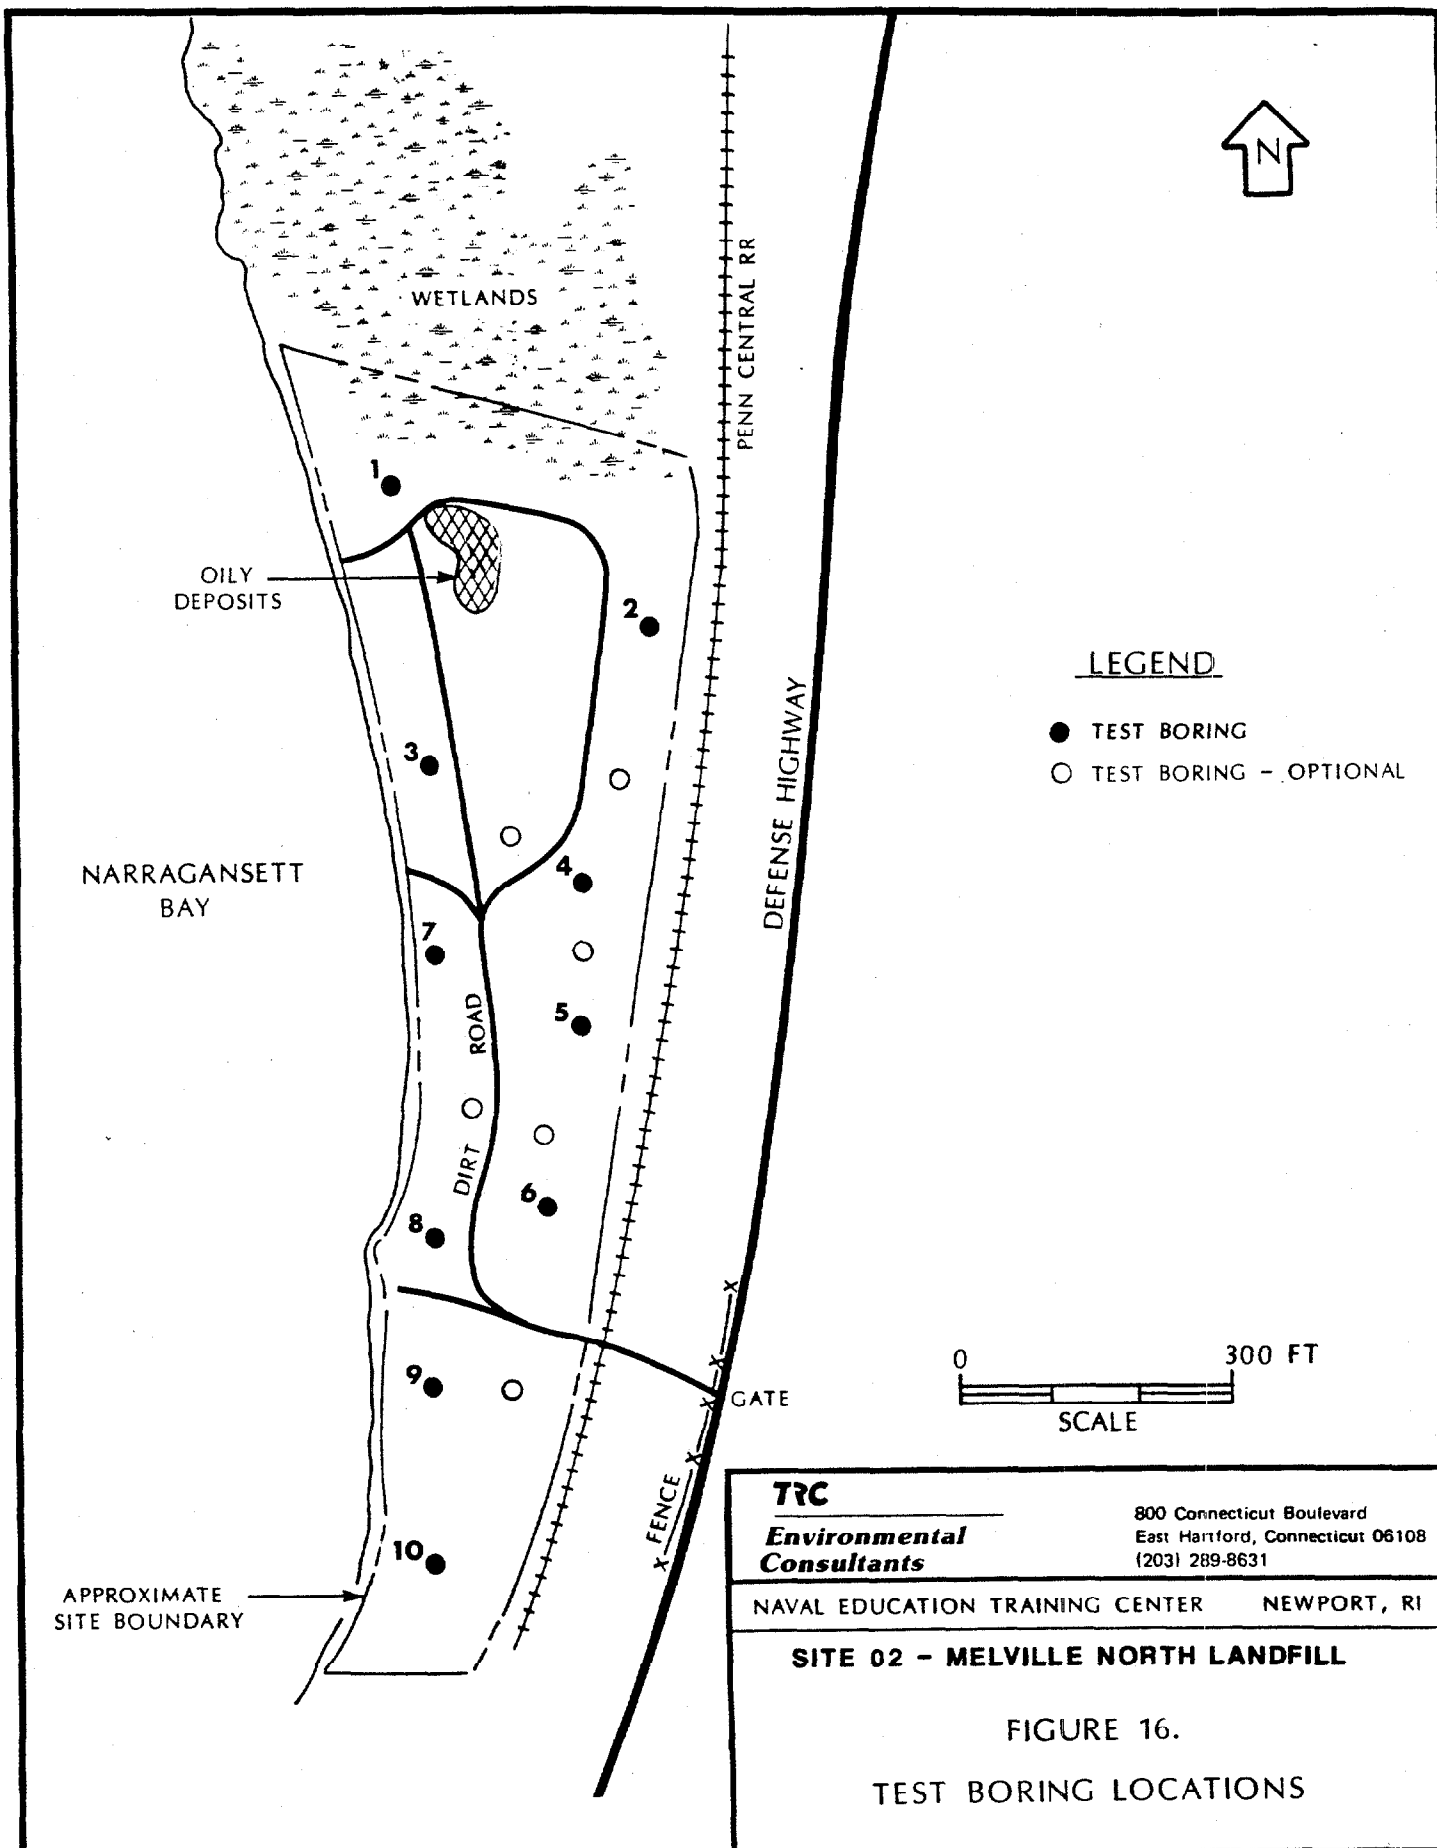 N
WETLANDS
PENN CENTRAL RR
1
OILY
DEPOSITS
2
LEGEND
TEST BORING
TEST BORING - OPTIONAL
3
DEFENSE HIGHWAY
NARRAGANSETT
BAY
4
7
5
DIRT ROAD
6
8
9
GATE
0 300 FT
SCALE
FENCE
X
X
X
X
X
10
APPROXIMATE
SITE BOUNDARY
TRC
Environmental
Consultants
800 Connecticut Boulevard
East Hartford, Connecticut 06108
(203) 289-8631
NAVAL EDUCATION TRAINING CENTER NEWPORT, RI
SITE 02 - MELVILLE NORTH LANDFILL
FIGURE 16.
TEST BORING LOCATIONS